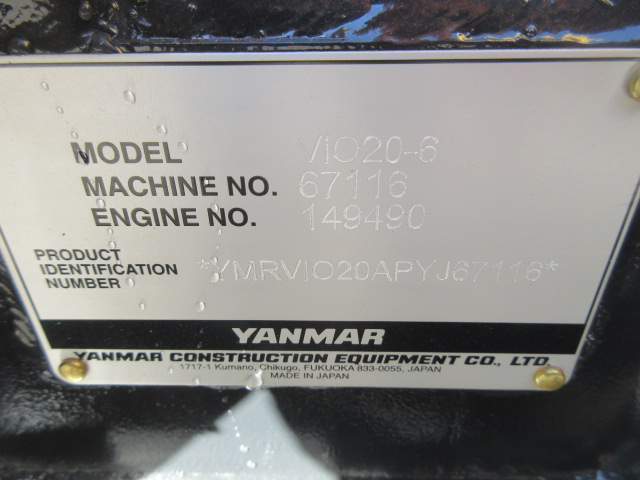 MODEL VIO20-6
MACHINE NO. 67116
ENGINE NO. 149490
PRODUCT
IDENTIFICATION *YMRVIO20APYJ67116*
NUMBER
YANMAR
YANMAR CONSTRUCTION EQUIPMENT CO., LTD.
1717-1 Kumano, Chikugo, FUKUOKA 833-0055, JAPAN
MADE IN JAPAN